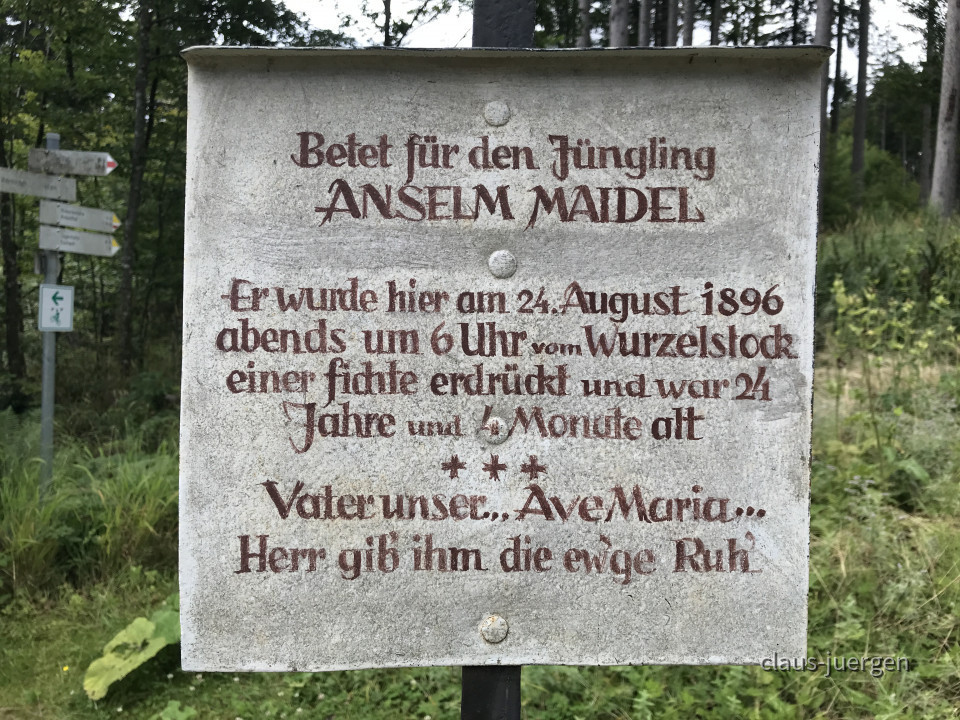 Betet für den Jüngling
ANSELM MAIDEL
Er wurde hier am 24. August 1896
abends um 6 Uhr vom Wurzelstock
einer fichte erdrückt und war 24
Jahre und 4 Monate alt
Vater unser... Ave Maria...
Herr gib' ihm die ew'ge Ruh'
claus-juergen